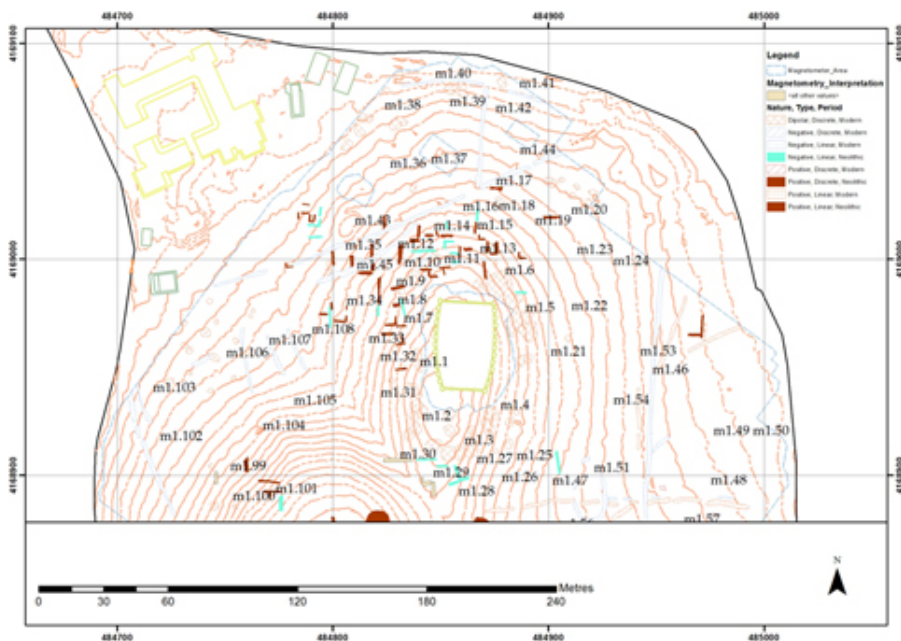 484700 484800 484900 485000
4169100 4169100
Legend
Magnetometer_Area
Magnetometry_Interpretation
<all other values>
Nature, Type, Period
Dipolar, Discrete, Modern
Negative, Discrete, Modern
Negative, Linear, Modern
Negative, Linear, Neolithic
Positive, Discrete, Modern
Positive, Discrete, Neolithic
Positive, Linear, Modern
Positive, Linear, Neolithic
m1.40
m1.41
m1.38 m1.39 m1.42
m1.44
m1.36 m1.37
m1.17
m1.16 m1.18
m1.19 m1.20
m1.43 m1.14 m1.15
m1.35 m1.12 m1.13 m1.23
4169000 4169000
m1.45 m1.10 m1.11 m1.6 m1.24
m1.9
m1.34 m1.8 m1.5 m1.22
m1.7
m1.108 m1.33
m1.107
m1.106 m1.32 m1.1 m1.21 m1.53
m1.46
m1.103 m1.31
m1.105 m1.2 m1.4 m1.54
m1.104
m1.102 m1.3 m1.49 m1.50
m1.30 m1.27 m1.25
m1.99 m1.29 m1.26 m1.47 m1.51 m1.48
4168900 4168900
m1.100 m1.101 m1.28
m1.57
N
Metres
0 30 60 120 180 240
484700 484800 484900 485000